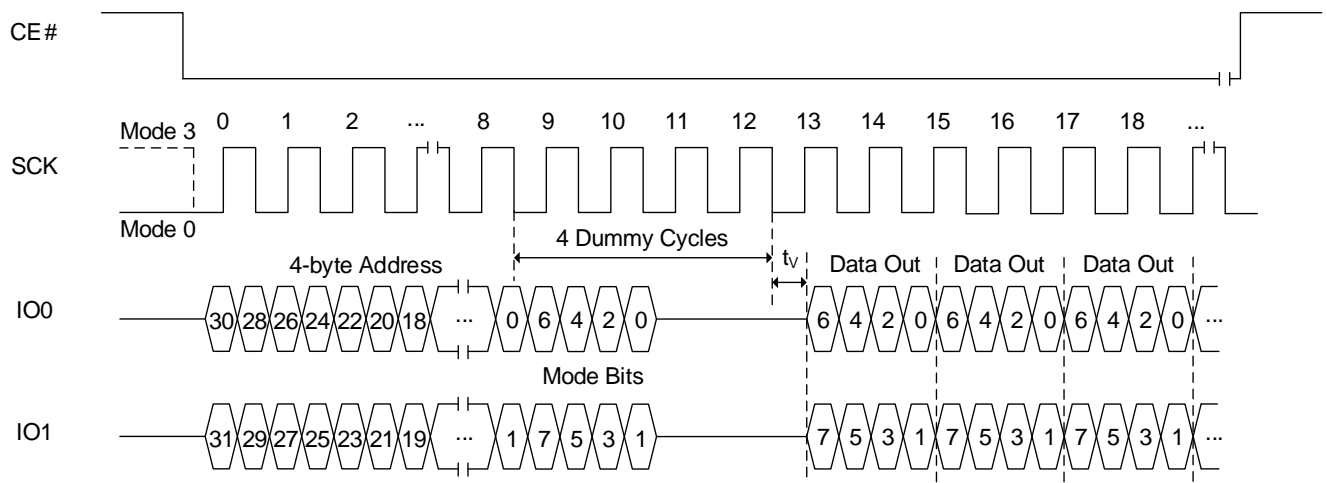 CE#
0 1 2 ... 8 9 10 11 12 13 14 15 16 17 18 ...
Mode 3
SCK
Mode 0
4 Dummy Cycles
4-byte Address
tV Data Out Data Out Data Out
IO0 30 28 26 24 22 20 18 ... 0 6 4 2 0 6 4 2 0 6 4 2 0 6 4 2 0 ...
Mode Bits
IO1 31 29 27 25 23 21 19 ... 1 7 5 3 1 7 5 3 1 7 5 3 1 7 5 3 1 ...